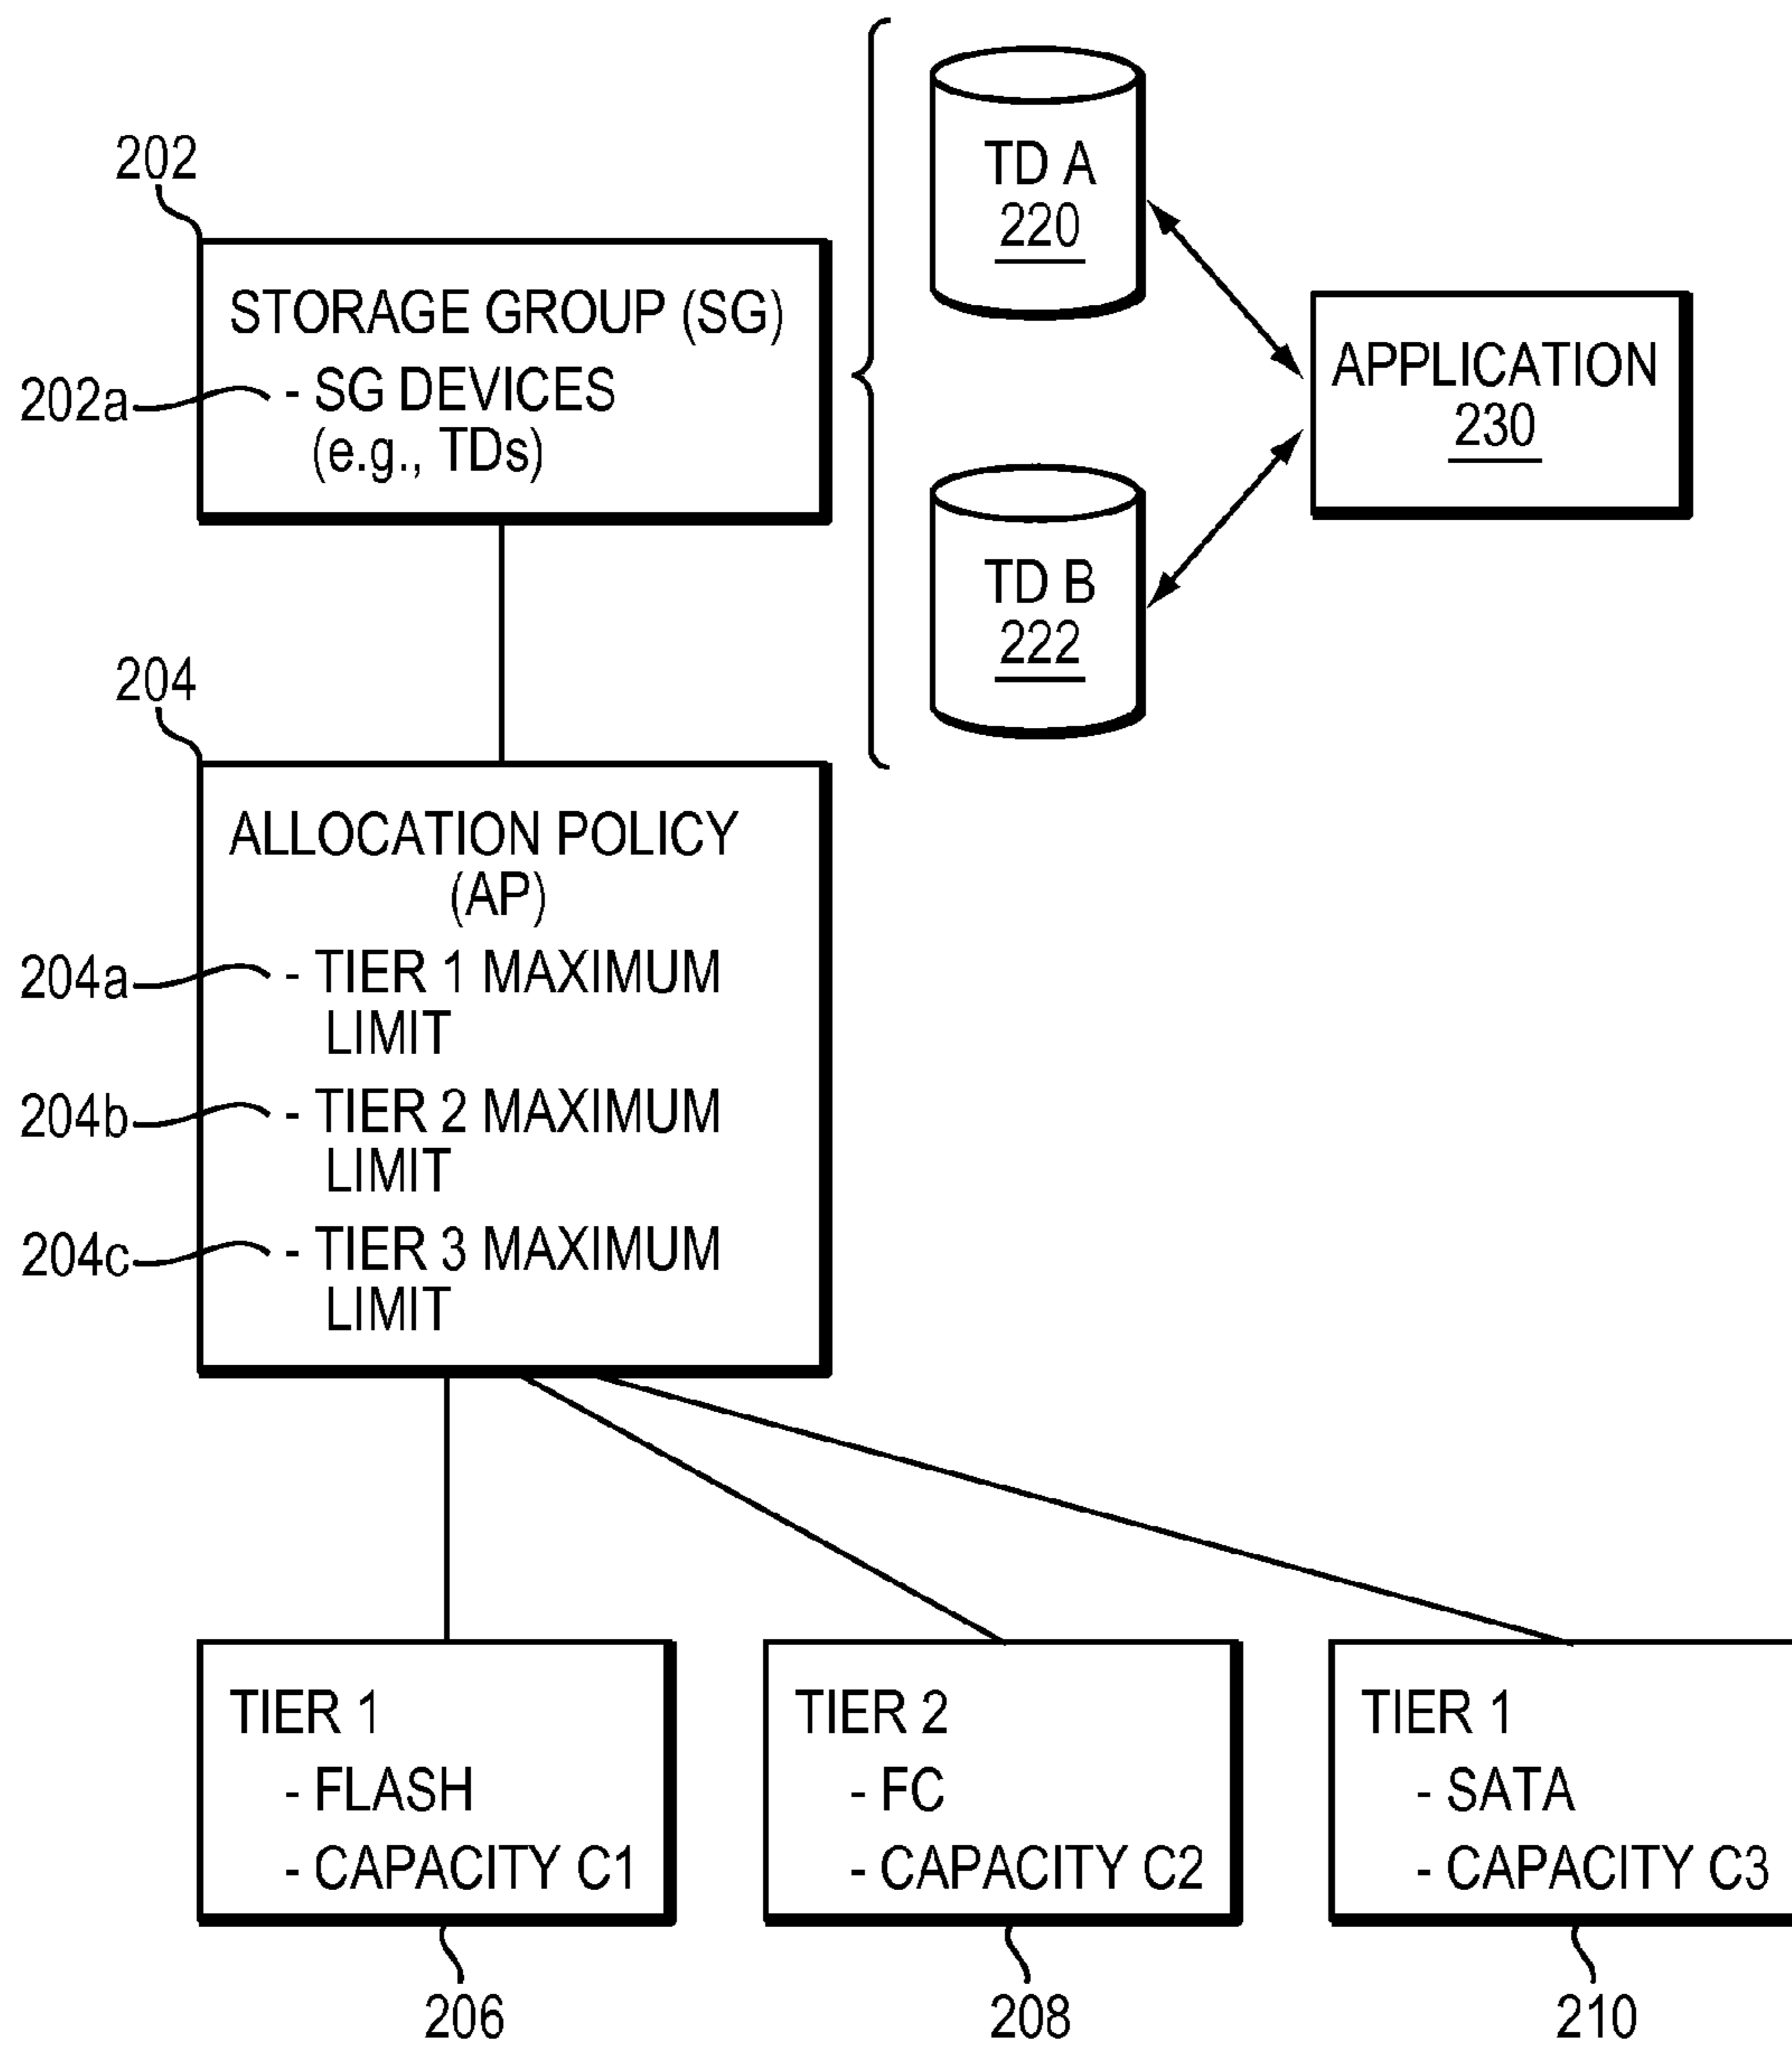 202
STORAGE GROUP (SG)
202a
- SG DEVICES
(e.g., TDs)
TD A
220
TD B
222
APPLICATION
230
204
ALLOCATION POLICY
(AP)
204a
- TIER 1 MAXIMUM
LIMIT
204b
- TIER 2 MAXIMUM
LIMIT
204c
- TIER 3 MAXIMUM
LIMIT
TIER 1
- FLASH
- CAPACITY C1
206
TIER 2
- FC
- CAPACITY C2
208
TIER 1
- SATA
- CAPACITY C3
210